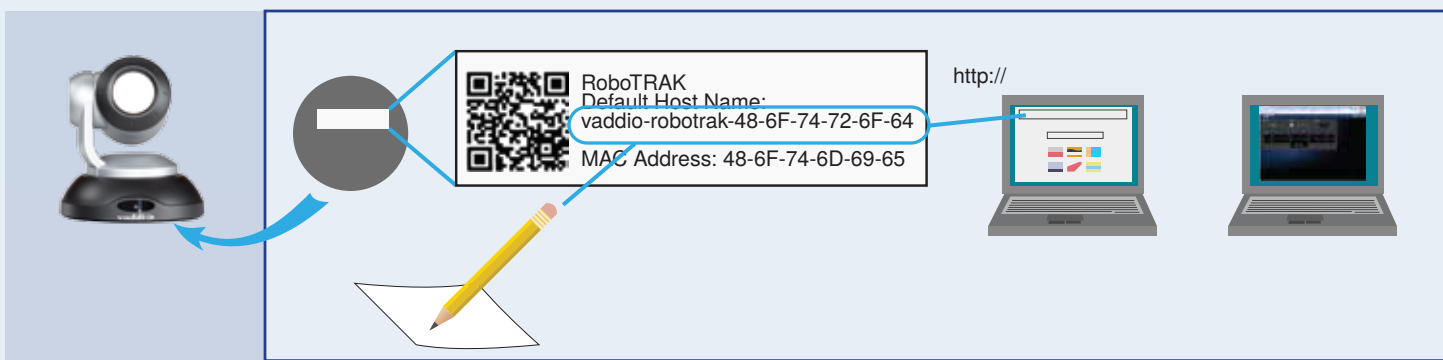 RoboTRAK
Default Host Name:
vaddio-robotrak-48-6F-74-72-6F-64
MAC Address: 48-6F-74-6D-69-65
http://